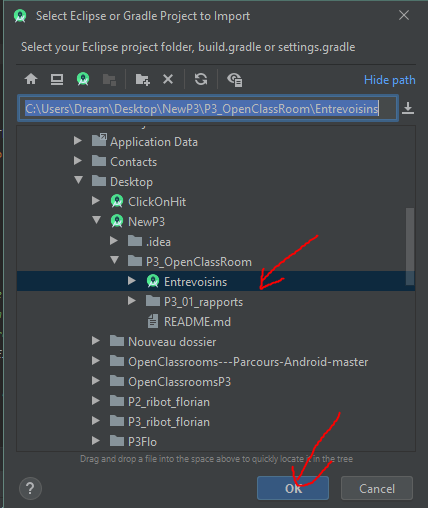 Select Eclipse or Gradle Project to Import
Select your Eclipse project folder, build.gradle or settings.gradle
Hide path
C:\Users\Dream\Desktop\NewP3\P3_OpenClassRoom\Entrevoisins
Application Data
Contacts
Desktop
ClickOnHit
NewP3
.idea
P3_OpenClassRoom
Entrevoisins
P3_01_rapports
README.md
Nouveau dossier
OpenClassrooms---Parcours-Android-master
OpenClassroomsP3
P2_ribot_florian
P3_ribot_florian
P3Flo
Drag and drop a file into the space above to quickly locate it in the tree
?
OK
Cancel